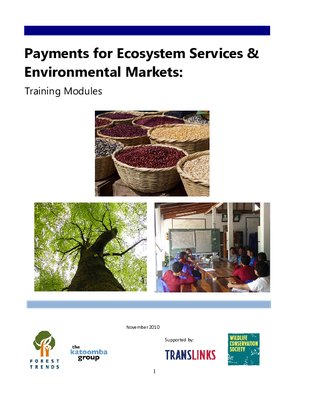 Payments for Ecosystem Services &
Environmental Markets:
Training Modules
November 2010
Supported by:
FOREST
TRENDS
the
katoomba
group
TRANSLINKS
WILDLIFE
CONSERVATION
SOCIETY
1